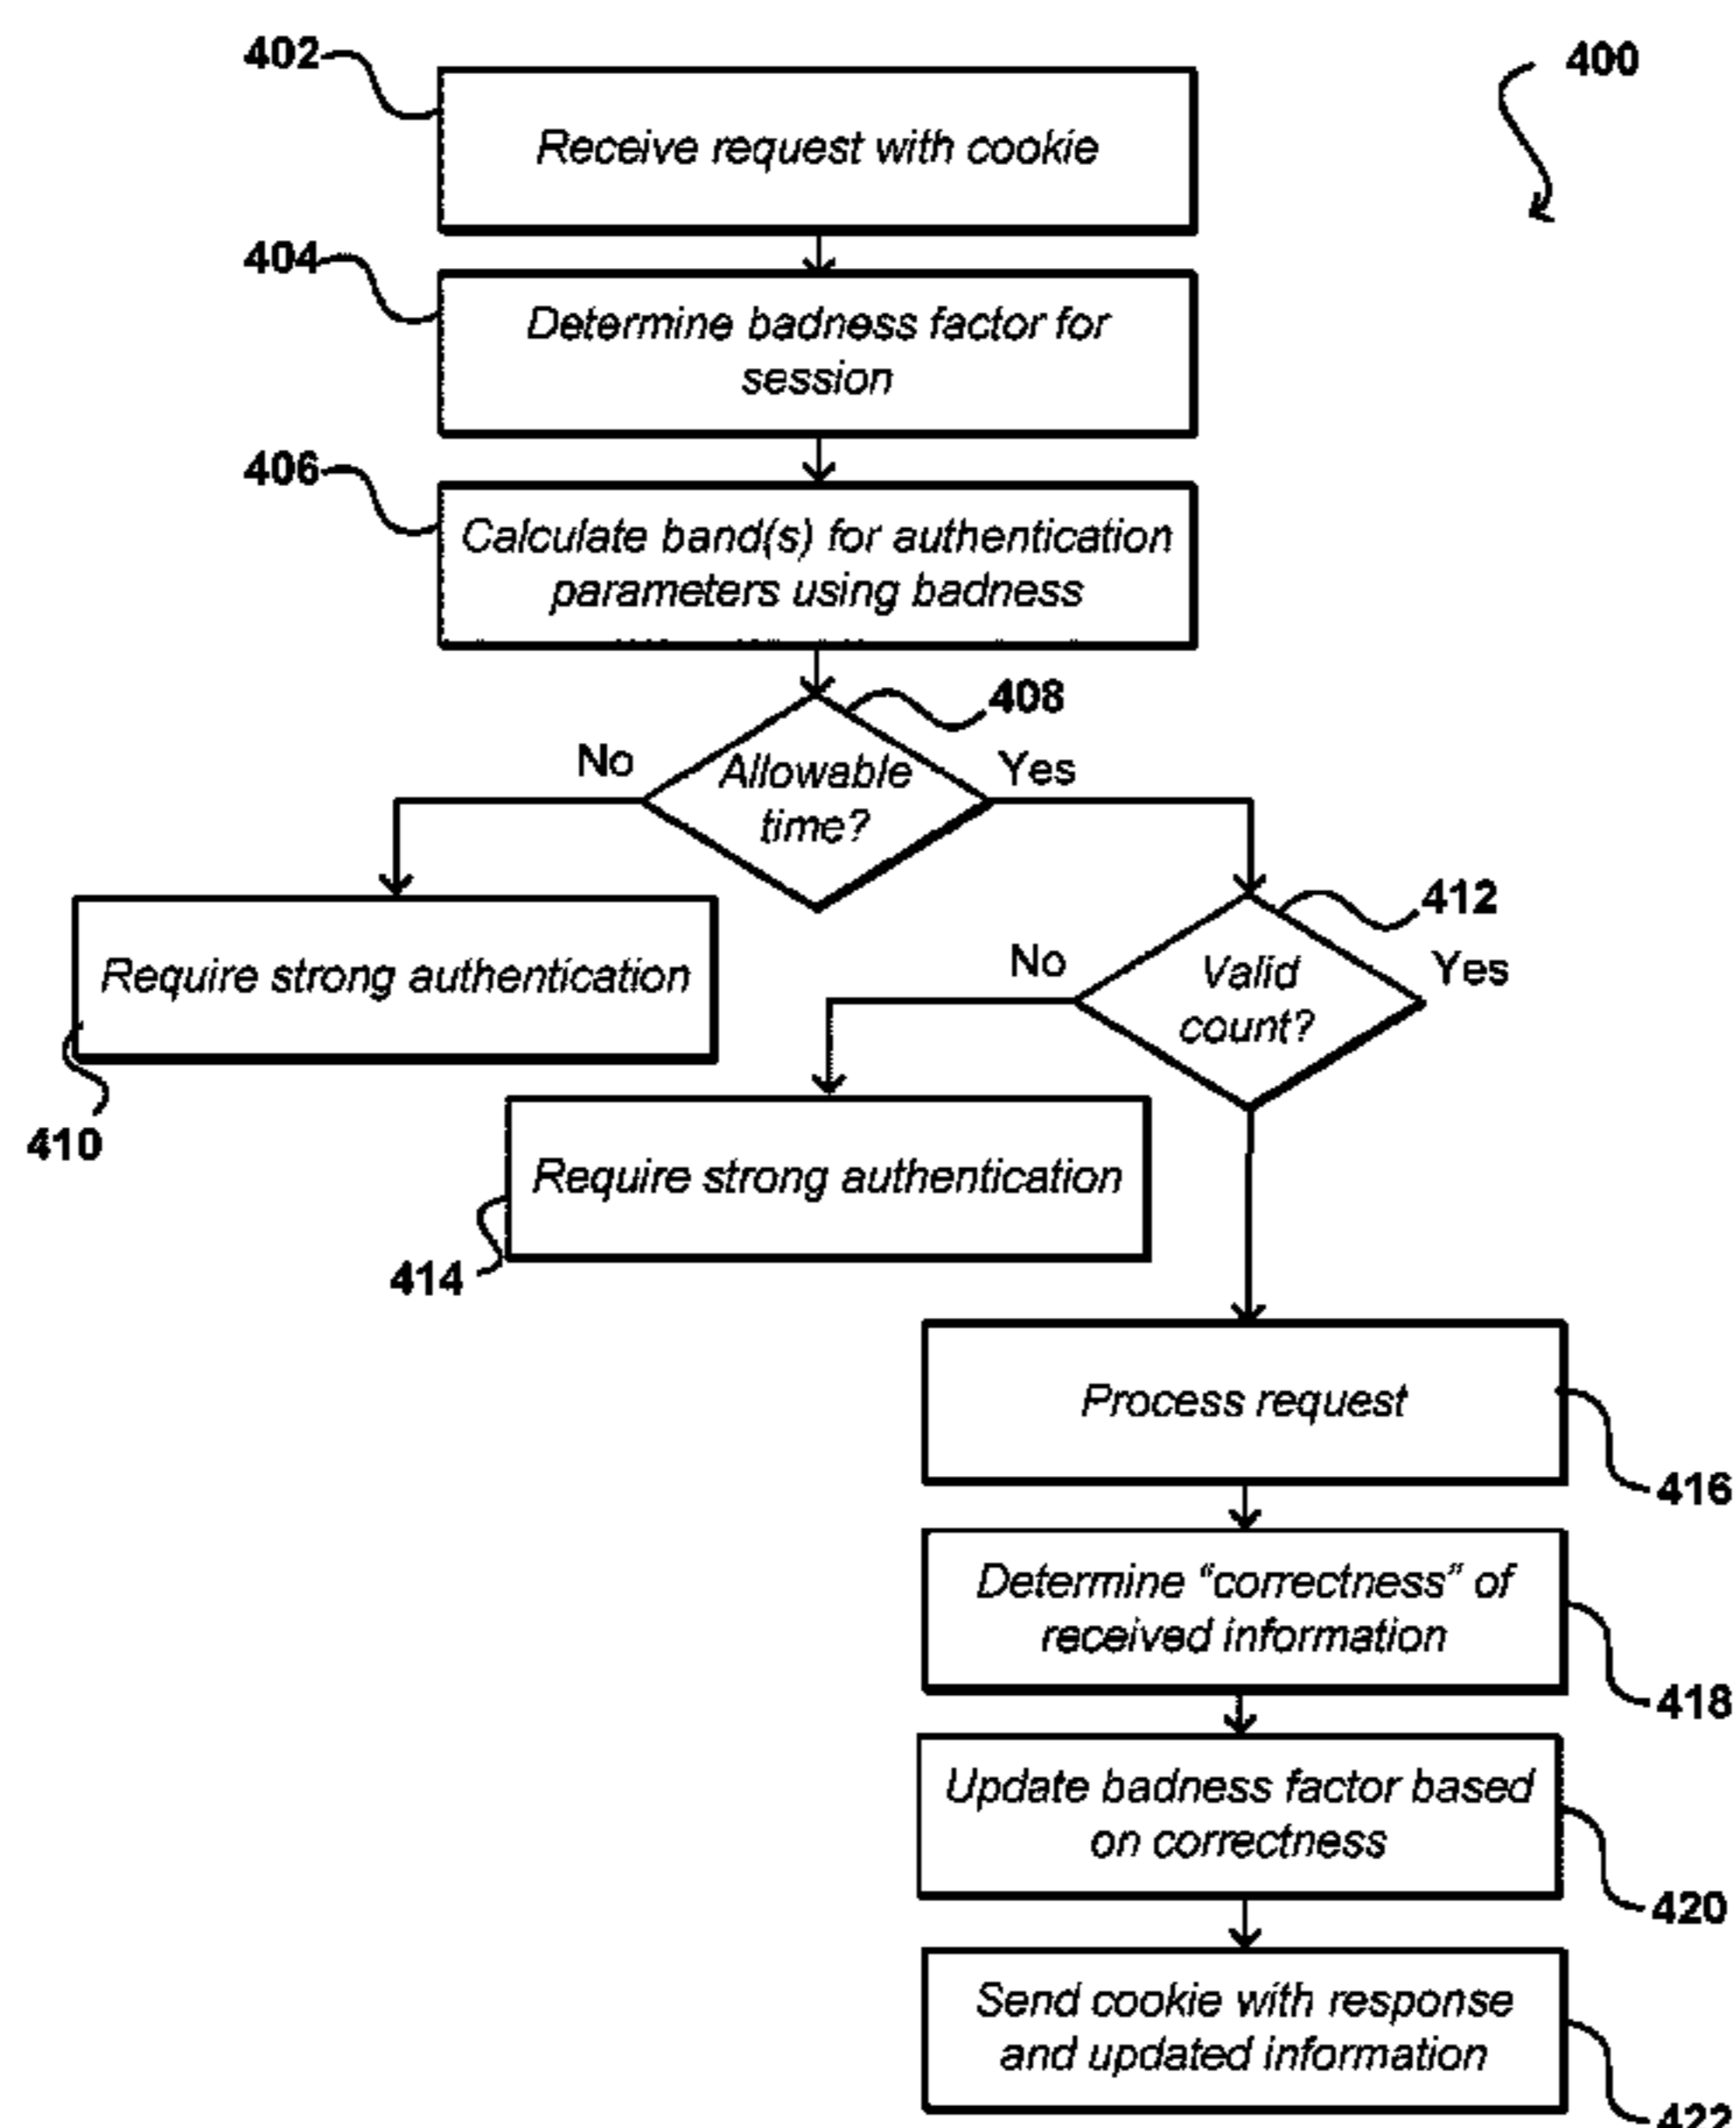 402
400
Receive request with cookie
404
Determine badness factor for
session
406
Calculate band(s) for authentication
parameters using badness
408
No
Yes
Allowable
time?
412
No
Yes
Valid
count?
Require strong authentication
410
Require strong authentication
414
Process request
416
Determine “correctness” of
received information
418
Update badness factor based
on correctness
420
Send cookie with response
and updated information
422